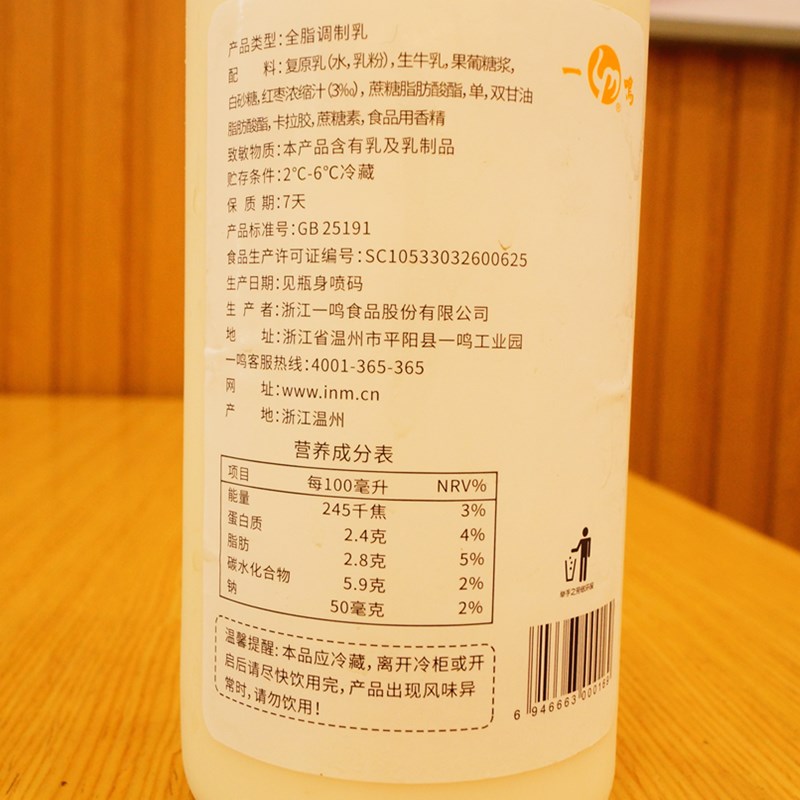 产品类型:全脂调制乳
配 料:复原乳(水,乳粉),生牛乳,果葡糖浆,
白砂糖,红枣浓缩汁(3‰),蔗糖脂肪酸酯,单,双甘油
脂肪酸酯,卡拉胶,蔗糖素,食品用香精
致敏物质:本产品含有乳及乳制品
贮存条件:2℃-6℃冷藏
保 质 期:7天
产品标准号:GB 25191
食品生产许可证编号:SC10533032600625
生产日期:见瓶身喷码
生 产 者:浙江一鸣食品股份有限公司
地 址:浙江省温州市平阳县一鸣工业园
一鸣客服热线:4001-365-365
网 址:www.inm.cn
产 地:浙江温州
一鸣
营养成分表
项目 每100毫升 NRV%
能量 245千焦 3%
蛋白质 2.4克 4%
脂肪 2.8克 5%
碳水化合物 5.9克 2%
钠 50毫克 2%
温馨提醒:本品应冷藏,离开冷柜或开
启后请尽快饮用完,产品出现风味异
常时,请勿饮用!
6 946663 000189